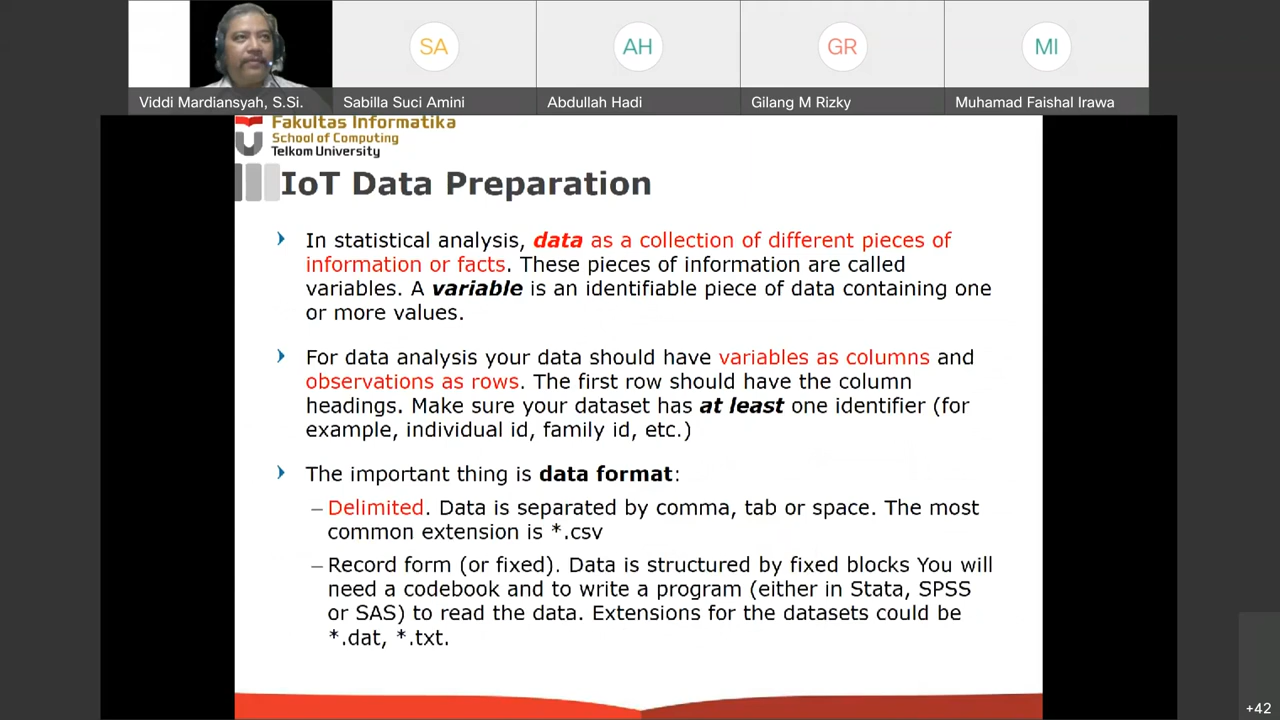 SA
AH
GR
MI
Viddi Mardiansyah, S.Si.
Sabilla Suci Amini
Abdullah Hadi
Gilang M Rizky
Muhamad Faishal Irawa
Fakultas Informatika
School of Computing
Telkom University
IoT Data Preparation
In statistical analysis, data as a collection of different pieces of
information or facts. These pieces of information are called
variables. A variable is an identifiable piece of data containing one
or more values.
For data analysis your data should have variables as columns and
observations as rows. The first row should have the column
headings. Make sure your dataset has at least one identifier (for
example, individual id, family id, etc.)
The important thing is data format:
– Delimited. Data is separated by comma, tab or space. The most
common extension is *.csv
– Record form (or fixed). Data is structured by fixed blocks You will
need a codebook and to write a program (either in Stata, SPSS
or SAS) to read the data. Extensions for the datasets could be
*.dat, *.txt.
+42